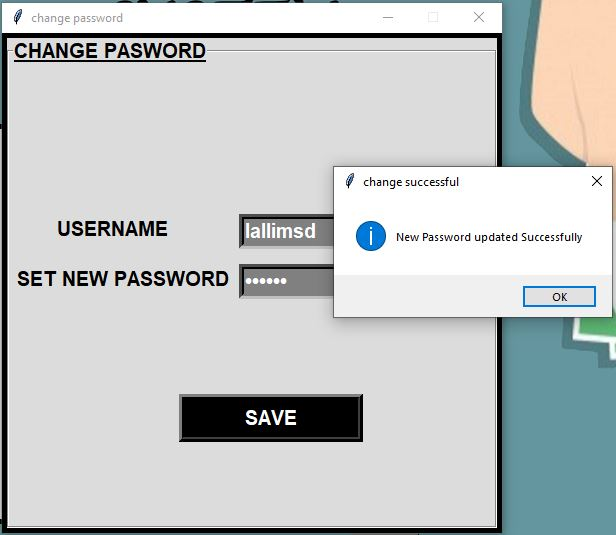 change password
CHANGE PASWORD
change successful
USERNAME
lallimsd
New Password updated Successfully
SET NEW PASSWORD
••••••
OK
SAVE